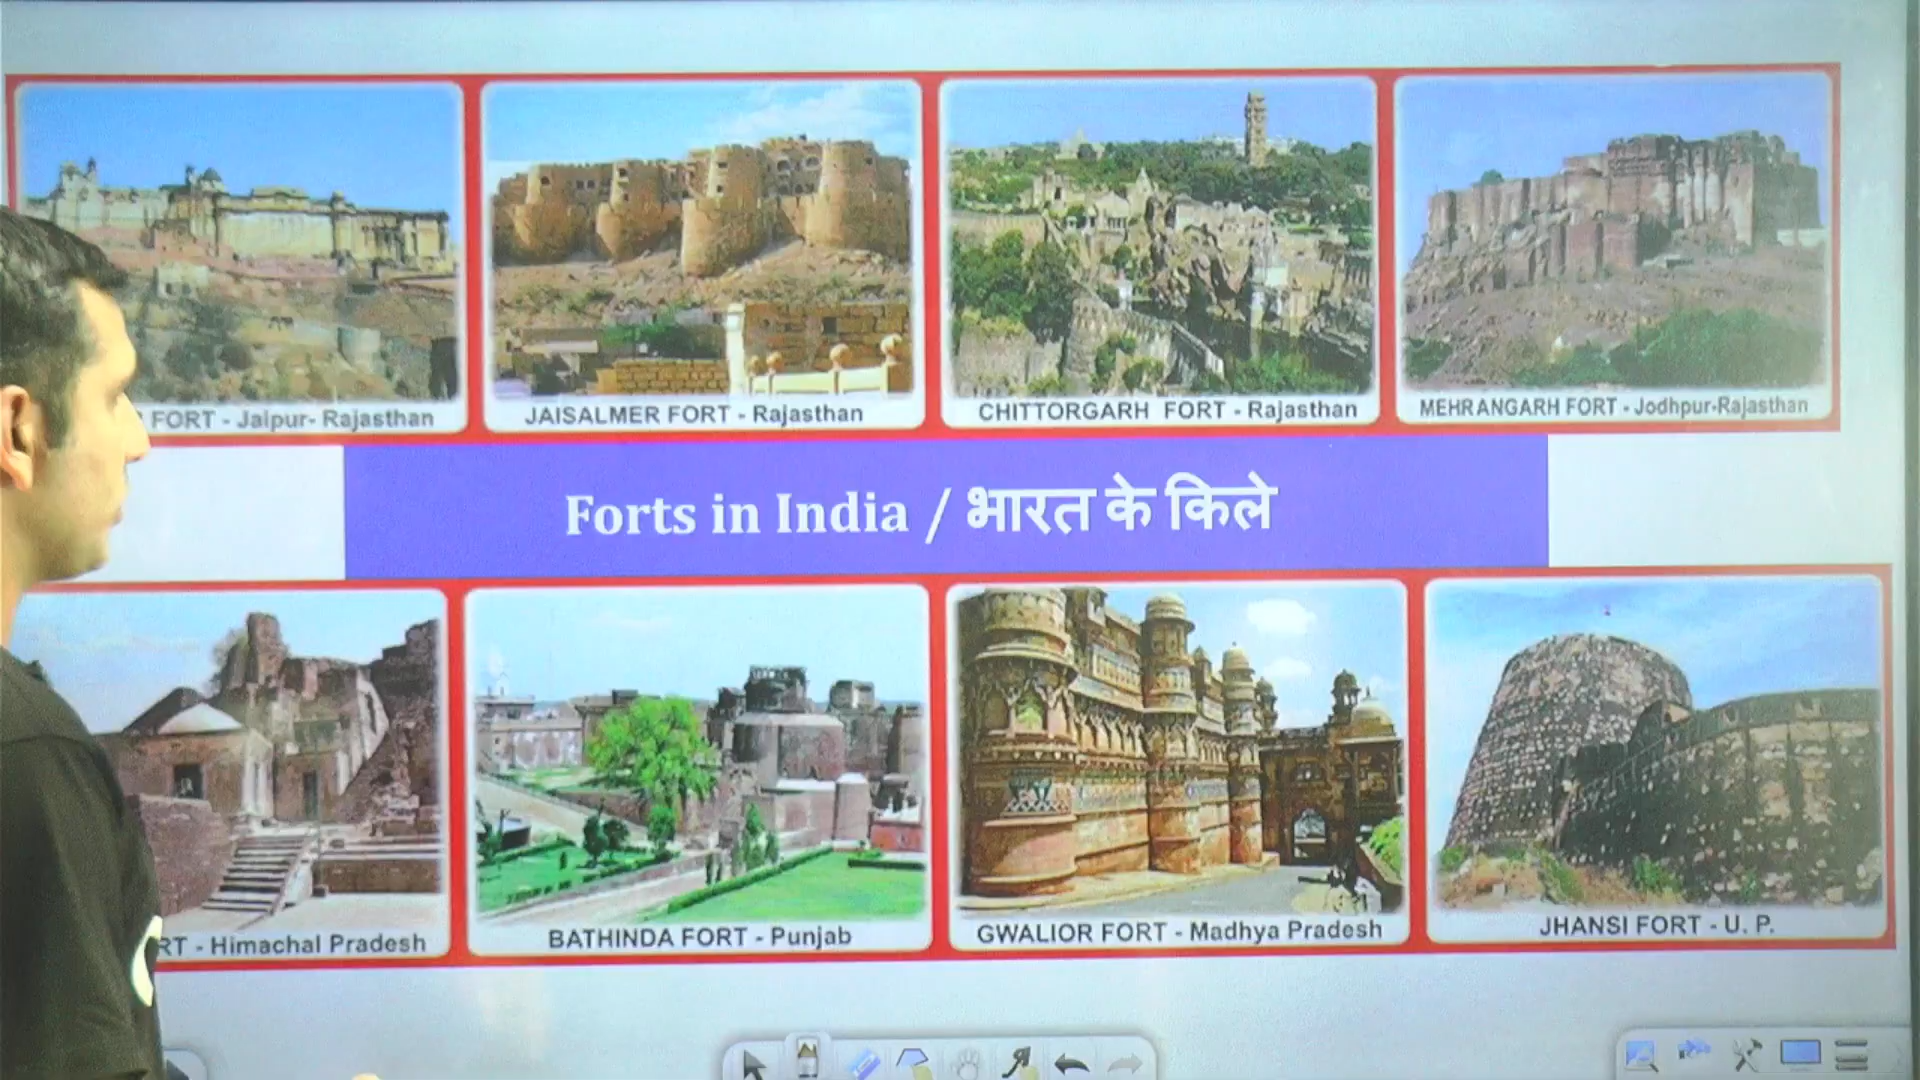 FORT - Jaipur- Rajasthan
JAISALMER FORT - Rajasthan
CHITTORGARH FORT - Rajasthan
MEHRANGARH FORT - Jodhpur-Rajasthan
Forts in India / भारत के किले
- Himachal Pradesh
BATHINDA FORT - Punjab
GWALIOR FORT - Madhya Pradesh
JHANSI FORT - U. P.